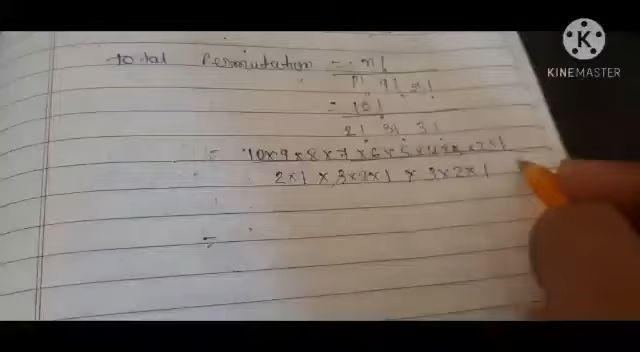 KINEMASTER
Total Permutation = n!
p! q! r!
= 10!
2! 3! 3!
= 10×9×8×7×6×5×4×3×2×1
2×1 × 3×2×1 × 3×2×1
=